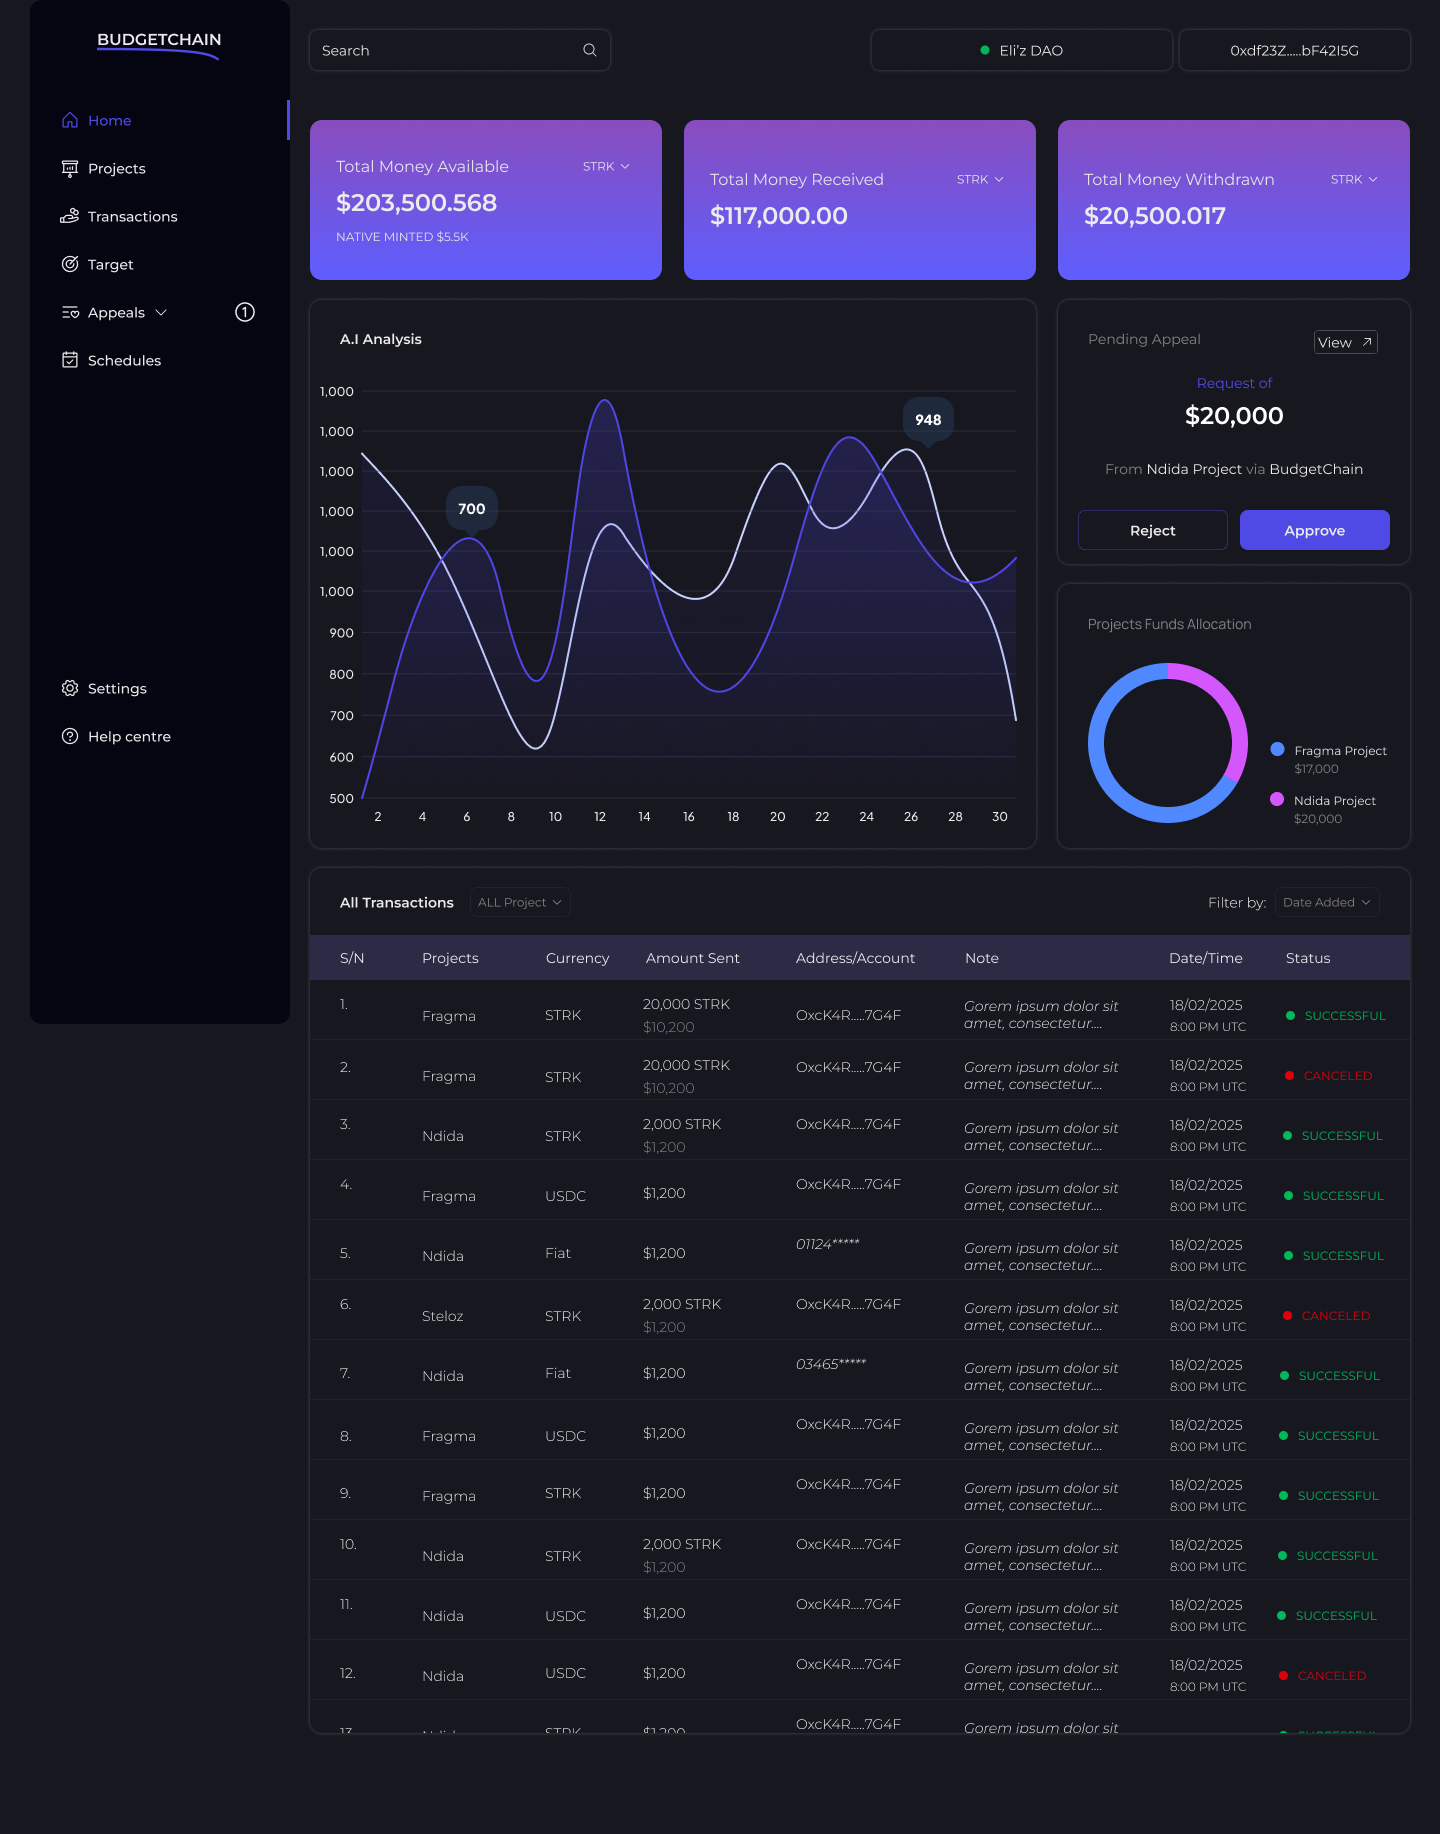 BUDGETCHAIN
Search
Eli'z DAO
0xdf23Z.....bF42I5G
Home
Projects
Transactions
Target
Appeals
1
Schedules
Settings
Help centre
Total Money Available
STRK
$203,500.568
NATIVE MINTED $5.5K
Total Money Received
STRK
$117,000.00
Total Money Withdrawn
STRK
$20,500.017
A.I Analysis
1,000
1,000
1,000
1,000
1,000
1,000
900
800
700
600
500
700
948
2 4 6 8 10 12 14 16 18 20 22 24 26 28 30
Pending Appeal
View
Request of
$20,000
From Ndida Project via BudgetChain
Reject
Approve
Projects Funds Allocation
Fragma Project
$17,000
Ndida Project
$20,000
All Transactions
ALL Project
Filter by:
Date Added
S/N Projects Currency Amount Sent Address/Account Note Date/Time Status
1. Fragma STRK 20,000 STRK OxcK4R.....7G4F Gorem ipsum dolor sit 18/02/2025 SUCCESSFUL
$10,200 amet, consectetur.... 8:00 PM UTC
2. Fragma STRK 20,000 STRK OxcK4R.....7G4F Gorem ipsum dolor sit 18/02/2025 CANCELED
$10,200 amet, consectetur.... 8:00 PM UTC
3. Ndida STRK 2,000 STRK OxcK4R.....7G4F Gorem ipsum dolor sit 18/02/2025 SUCCESSFUL
$1,200 amet, consectetur.... 8:00 PM UTC
4. Fragma USDC $1,200 OxcK4R.....7G4F Gorem ipsum dolor sit 18/02/2025 SUCCESSFUL
amet, consectetur.... 8:00 PM UTC
5. Ndida Fiat $1,200 01124***** Gorem ipsum dolor sit 18/02/2025 SUCCESSFUL
amet, consectetur.... 8:00 PM UTC
6. Steloz STRK 2,000 STRK OxcK4R.....7G4F Gorem ipsum dolor sit 18/02/2025 CANCELED
$1,200 amet, consectetur.... 8:00 PM UTC
7. Ndida Fiat $1,200 03465***** Gorem ipsum dolor sit 18/02/2025 SUCCESSFUL
amet, consectetur.... 8:00 PM UTC
8. Fragma USDC $1,200 OxcK4R.....7G4F Gorem ipsum dolor sit 18/02/2025 SUCCESSFUL
amet, consectetur.... 8:00 PM UTC
9. Fragma STRK $1,200 OxcK4R.....7G4F Gorem ipsum dolor sit 18/02/2025 SUCCESSFUL
amet, consectetur.... 8:00 PM UTC
10. Ndida STRK 2,000 STRK OxcK4R.....7G4F Gorem ipsum dolor sit 18/02/2025 SUCCESSFUL
$1,200 amet, consectetur.... 8:00 PM UTC
11. Ndida USDC $1,200 OxcK4R.....7G4F Gorem ipsum dolor sit 18/02/2025 SUCCESSFUL
amet, consectetur.... 8:00 PM UTC
12. Ndida USDC $1,200 OxcK4R.....7G4F Gorem ipsum dolor sit 18/02/2025 CANCELED
amet, consectetur.... 8:00 PM UTC
STRK $1,200 OxcK4R.....7G4F Gorem ipsum dolor sit